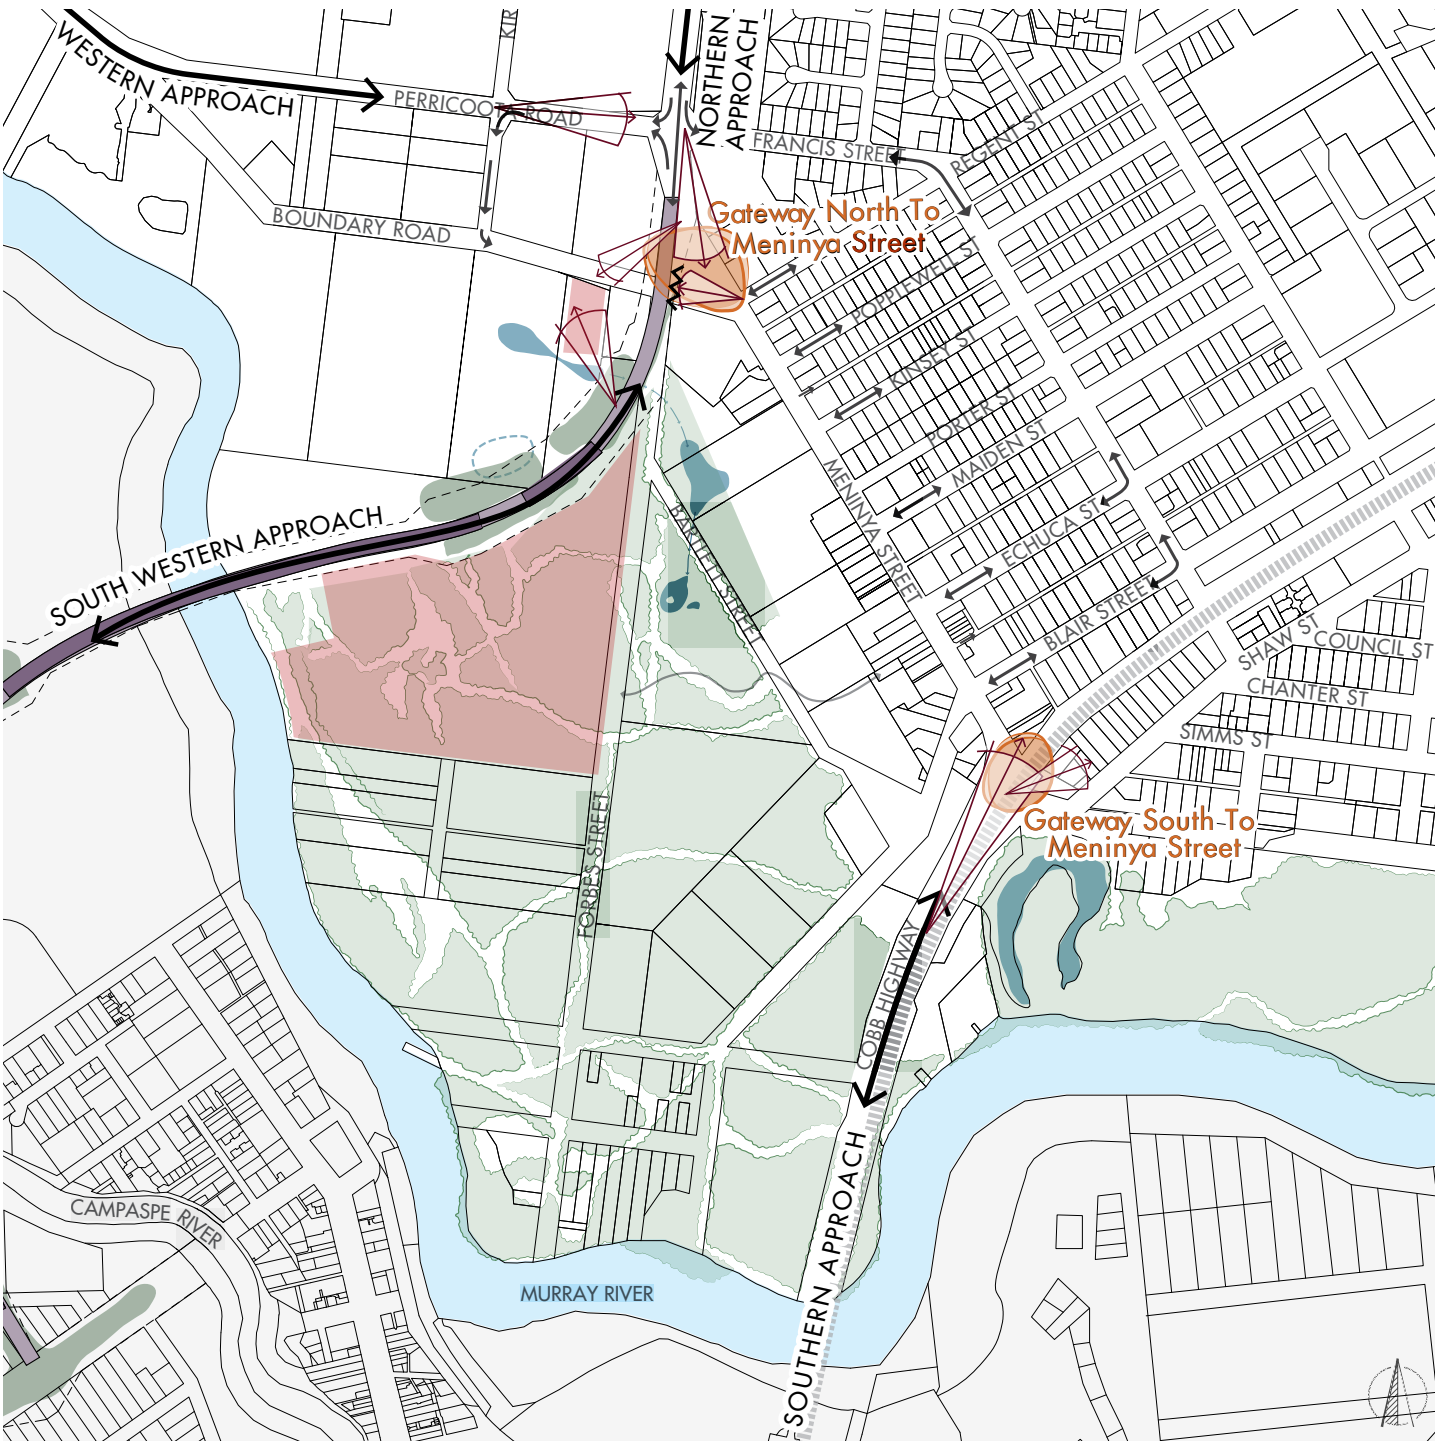 WESTERN APPROACH
KIR
NORTHERN
APPROACH
PERRICOOTA ROAD
FRANCIS STREET
REGENT ST
BOUNDARY ROAD
Gateway North To
Meninya Street
POPPLEWELL ST
KINSEY ST
PORTER ST
MAIDEN ST
MENINYA STREET
ECHUCA ST
BARTLETT STREET
SOUTH WESTERN APPROACH
BLAIR STREET
SHAW ST
COUNCIL ST
CHANTER ST
SIMMS ST
Gateway South To
Meninya Street
FORBES STREET
COBB HIGHWAY
SOUTHERN APPROACH
CAMPASPE RIVER
MURRAY RIVER